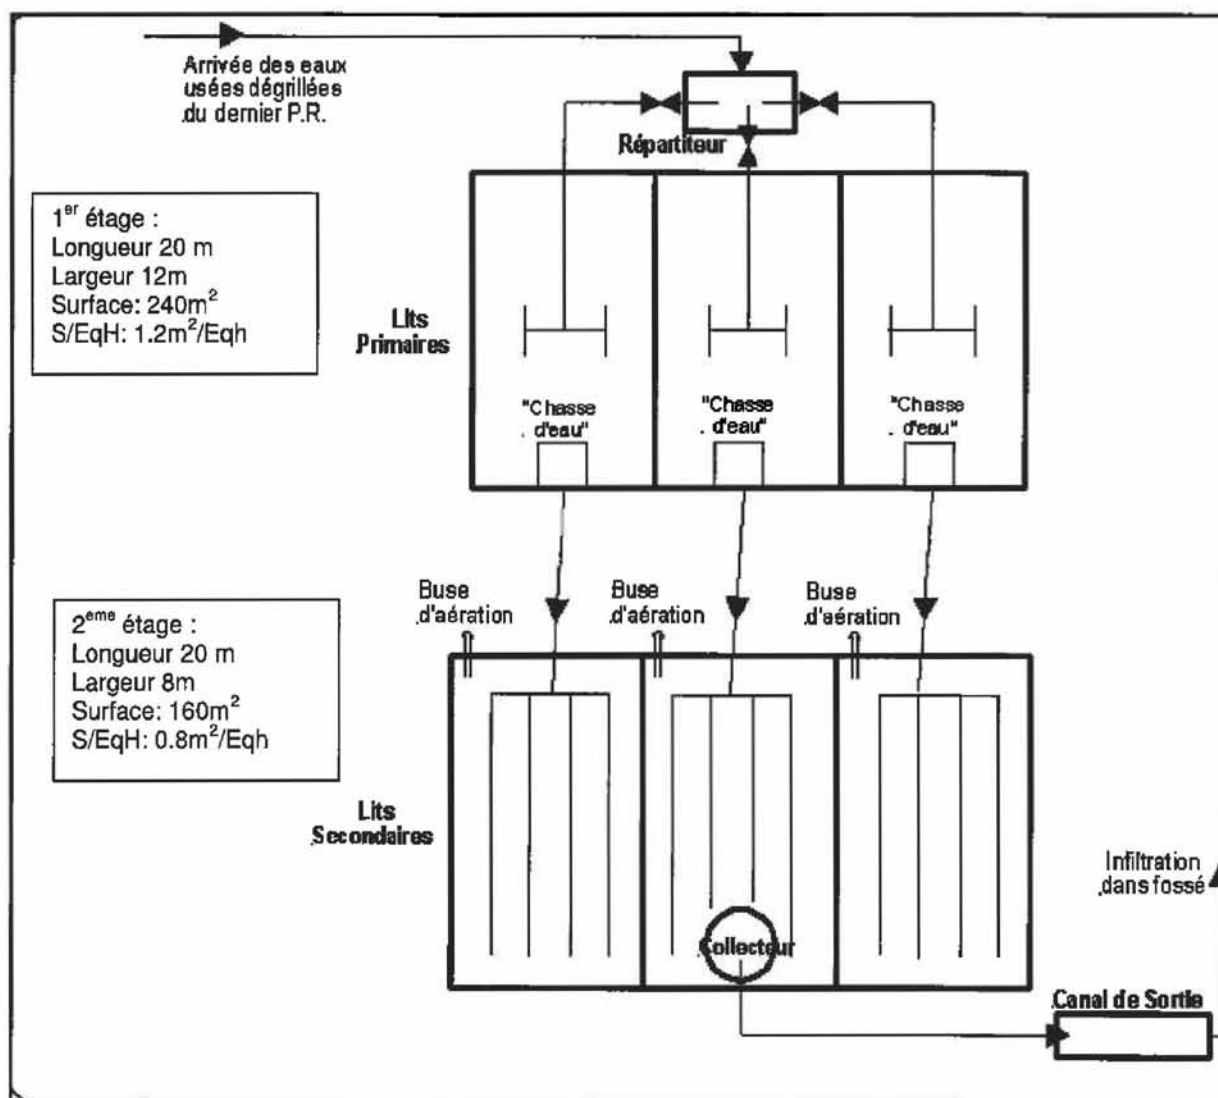 Arrivée des eaux
usées dégrillées
du dernier P.R.
Répartiteur
1er étage :
Longueur 20 m
Largeur 12m
Surface: 240m²
S/EqH: 1.2m²/Eqh
Lits
Primaires
"Chasse
d'eau"
"Chasse
d'eau"
"Chasse
d'eau"
Buse
d'aération
Buse
d'aération
Buse
d'aération
2eme étage :
Longueur 20 m
Largeur 8m
Surface: 160m²
S/EqH: 0.8m²/Eqh
Lits
Secondaires
Collecteur
Infiltration
dans fossé
Canal de Sortie